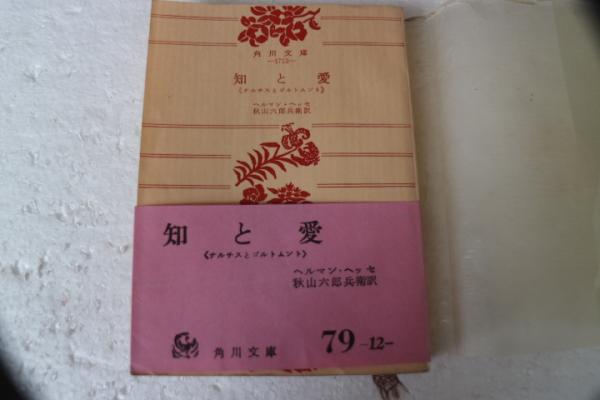 角川文庫
—1753—
知と愛
《ナルチスとゴルトムント》
ヘルマン・ヘッセ
秋山六郎兵衛訳
知と愛
《ナルチスとゴルトムント》
ヘルマン・ヘッセ
秋山六郎兵衛訳
角川文庫
79—12—